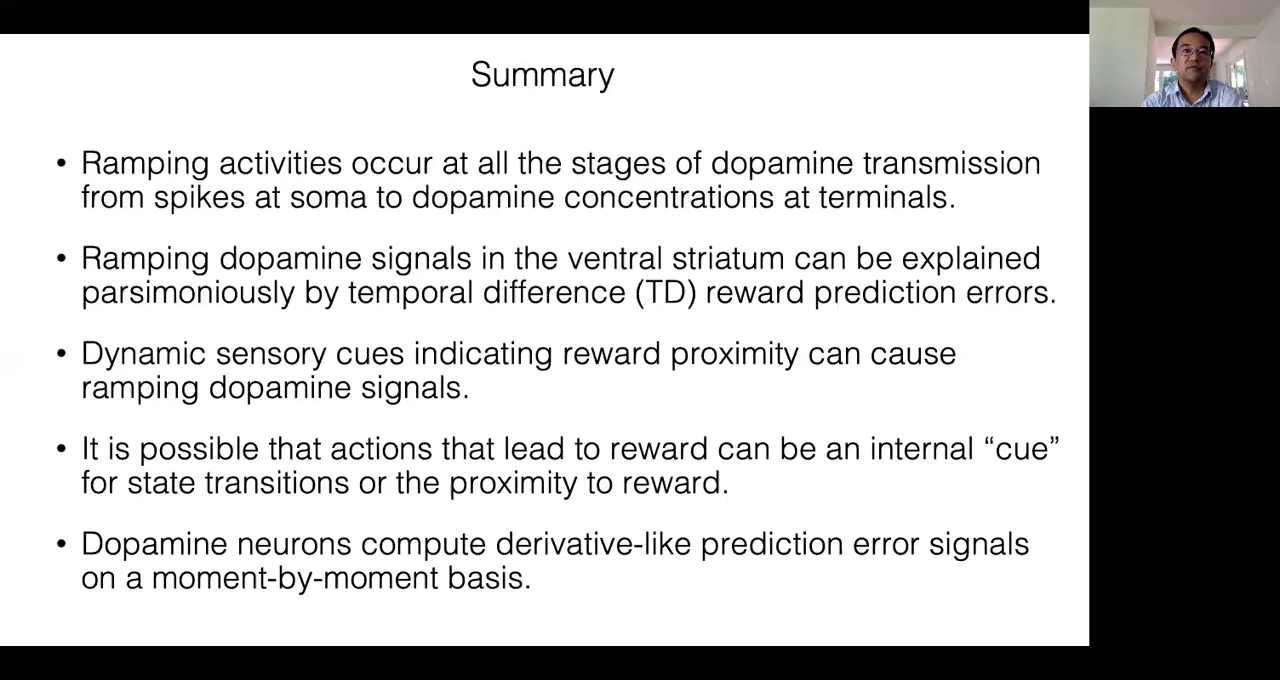 Summary
• Ramping activities occur at all the stages of dopamine transmission
from spikes at soma to dopamine concentrations at terminals.
• Ramping dopamine signals in the ventral striatum can be explained
parsimoniously by temporal difference (TD) reward prediction errors.
• Dynamic sensory cues indicating reward proximity can cause
ramping dopamine signals.
• It is possible that actions that lead to reward can be an internal “cue”
for state transitions or the proximity to reward.
• Dopamine neurons compute derivative-like prediction error signals
on a moment-by-moment basis.